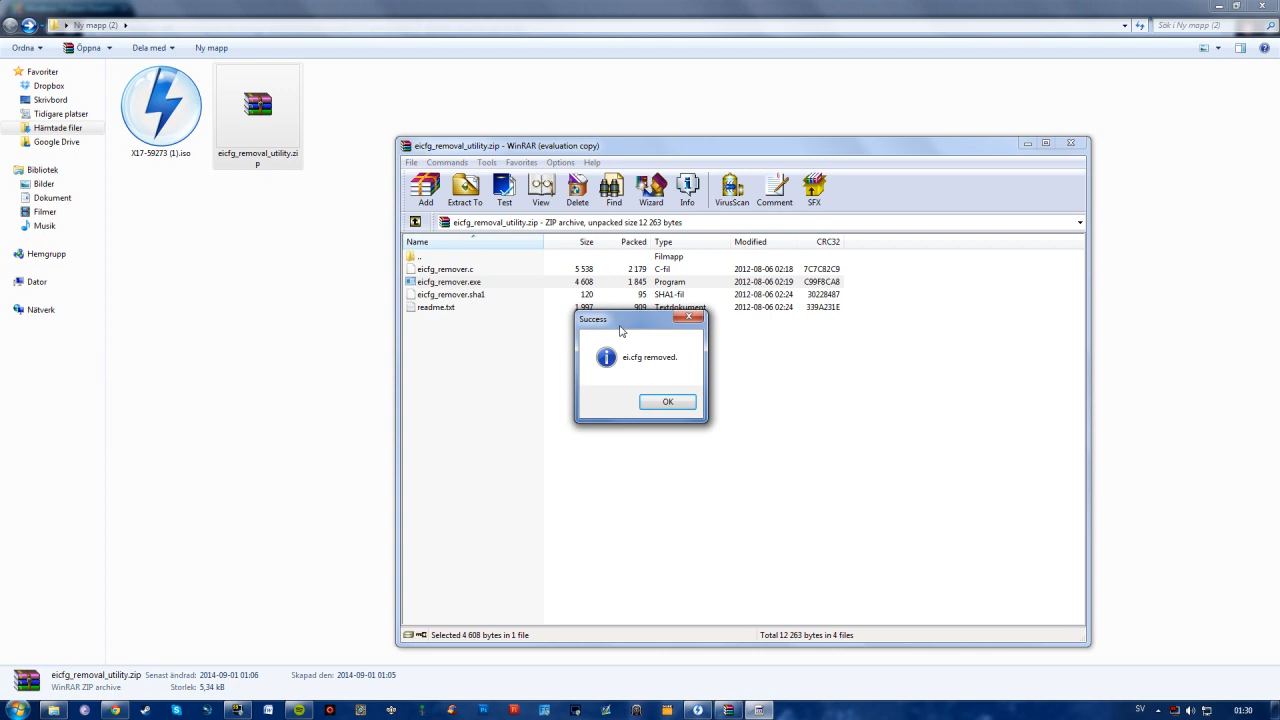 Ny mapp (2)
Sök i Ny mapp (2)
Ordna Öppna Dela med Ny mapp
Favoriter
Dropbox
Skrivbord
Tidigare platser
Hämtade filer
Google Drive
Bibliotek
Bilder
Dokument
Filmer
Musik
Hemgrupp
Dator
Nätverk
X17-59273 (1).iso
eicfg_removal_utility.zi
p
eicfg_removal_utility.zip - WinRAR (evaluation copy)
File Commands Tools Favorites Options Help
Add Extract To Test View Delete Find Wizard Info VirusScan Comment SFX
eicfg_removal_utility.zip - ZIP archive, unpacked size 12 263 bytes
Name Size Packed Type Modified CRC32
.. Filmapp
eicfg_remover.c 5 538 2 179 C-fil 2012-08-06 02:18 7C7C82C9
eicfg_remover.exe 4 608 1 845 Program 2012-08-06 02:19 C99F8CA8
eicfg_remover.sha1 120 95 SHA1-fil 2012-08-06 02:24 30228487
readme.txt 1 997 909 Textdokument 2012-08-06 02:24 339A231E
Success
ei.cfg removed.
OK
Selected 4 608 bytes in 1 file Total 12 263 bytes in 4 files
eicfg_removal_utility.zip Senast ändrad: 2014-09-01 01:06 Skapad den: 2014-09-01 01:05
WinRAR ZIP archive Storlek: 5,34 kB
SV 01:30